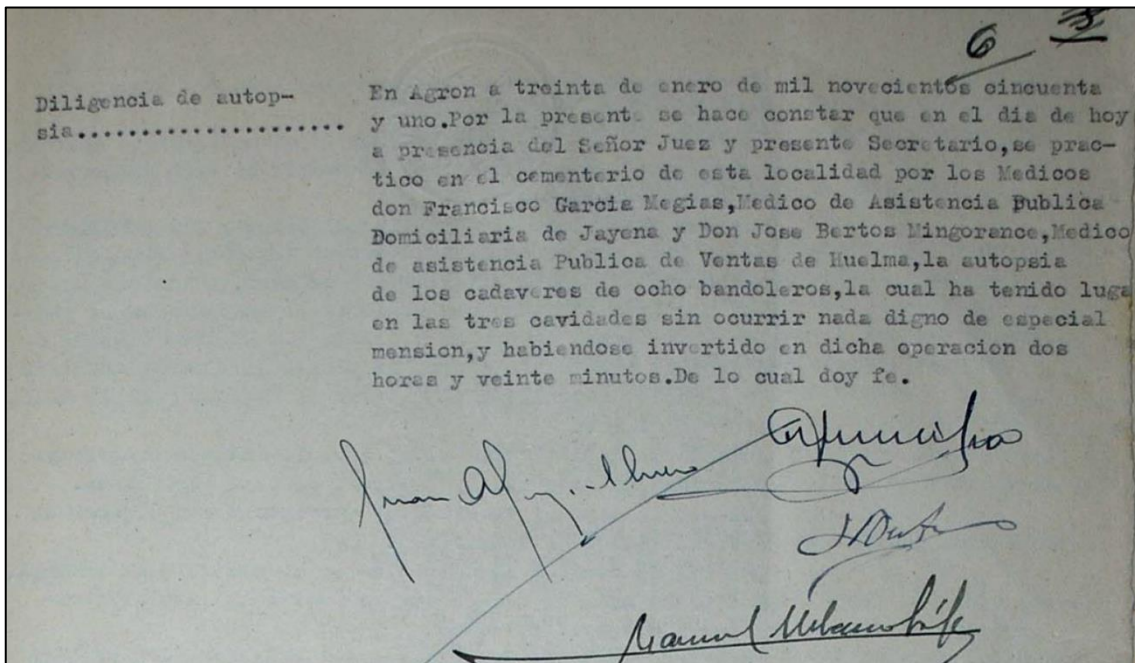 6
Diligencia de autop-
sia.....................
En Agron a treinta de enero de mil novecientos cincuenta
y uno.Por la presente se hace constar que en el dia de hoy
a presencia del Señor Juez y presente Secretario,se prac-
tico en el cementerio de esta localidad por los Medicos
don Francisco Garcia Megias,Medico de Asistencia Publica
Domiciliaria de Jayena y Don Jose Bertos Mingorance,Medico
de asistencia Publica de Ventas de Huelma,la autopsia
de los cadaveres de ocho bandoleros,la cual ha tenido luga
en las tres cavidades sin ocurrir nada digno de especial
mension,y habiendose invertido en dicha operacion dos
horas y veinte minutos.De lo cual doy fe.
Juan
Manuel